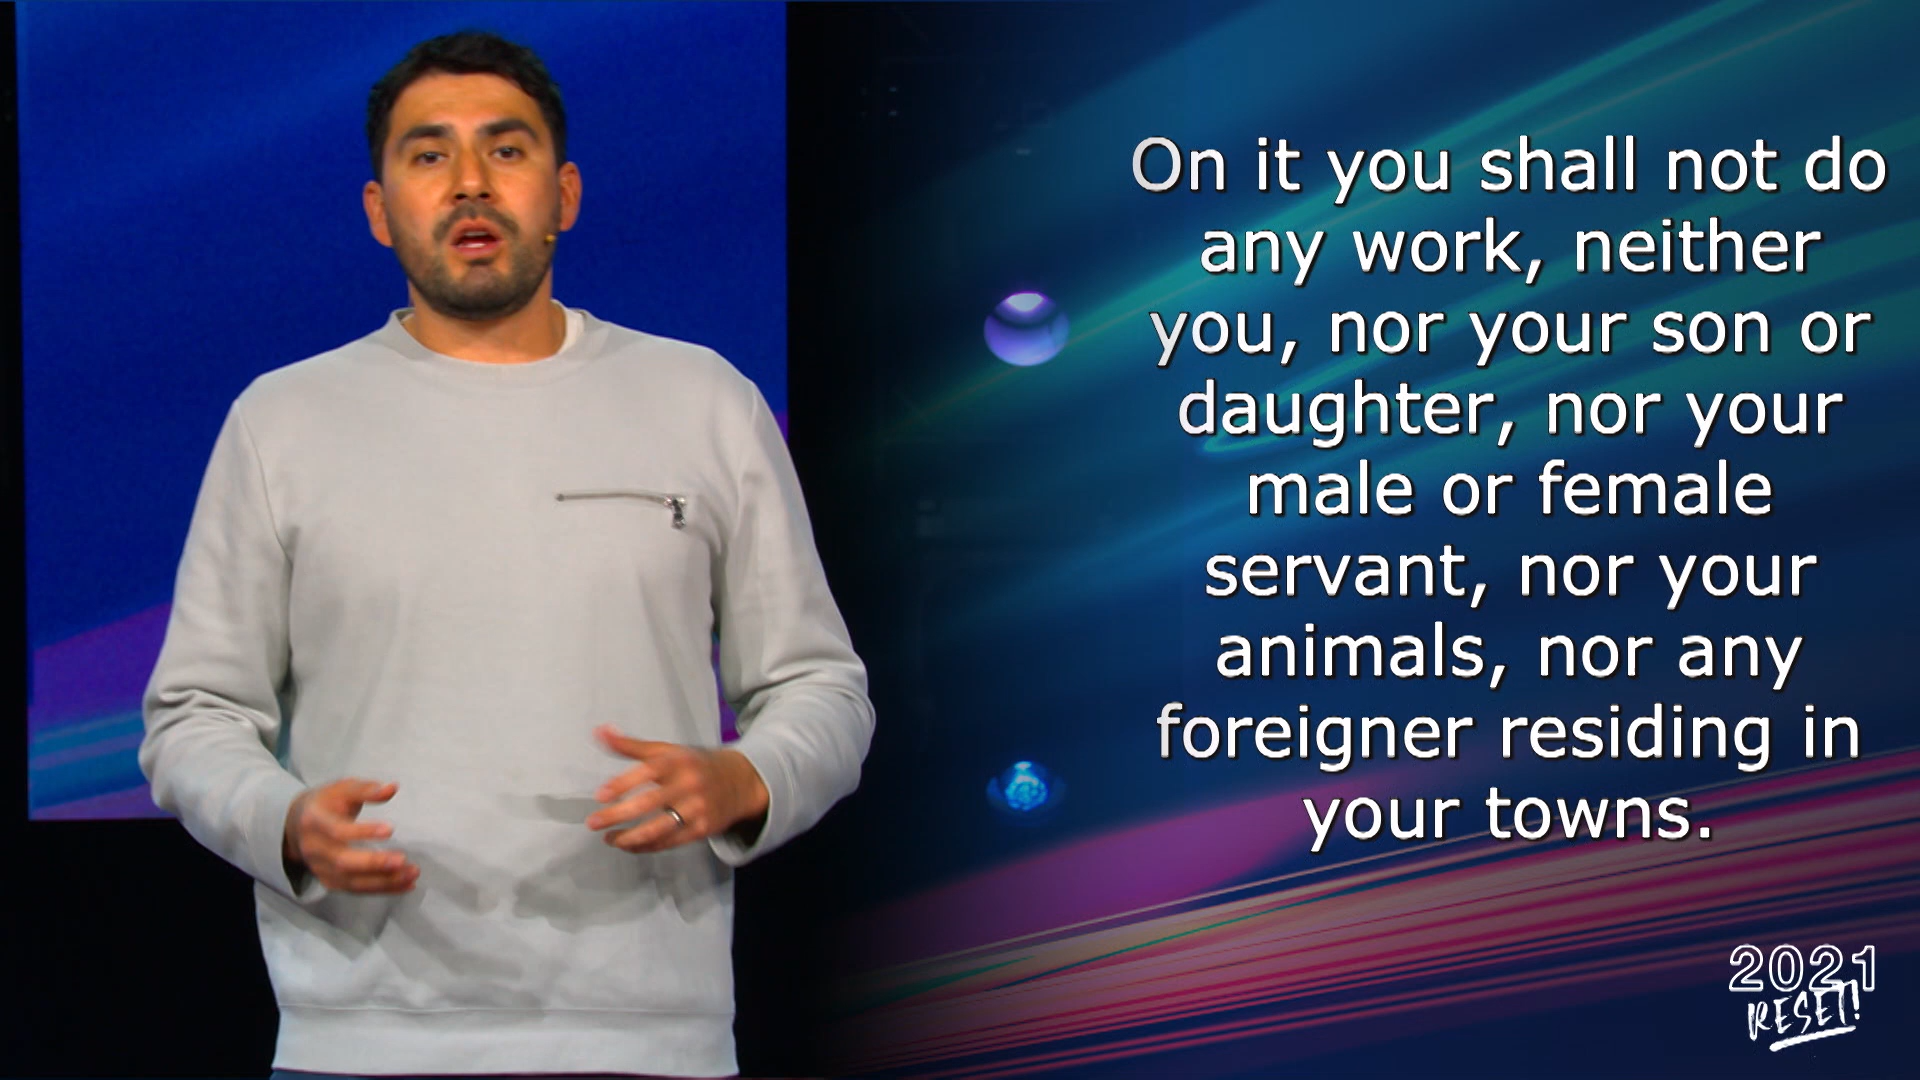 On it you shall not do
any work, neither
you, nor your son or
daughter, nor your
male or female
servant, nor your
animals, nor any
foreigner residing in
your towns.
2021
RESET!